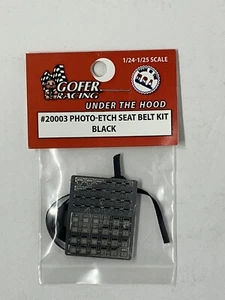 GOFER
RACING
1/24-1/25 SCALE
UNDER THE HOOD
#20003 PHOTO-ETCH SEAT BELT KIT
BLACK